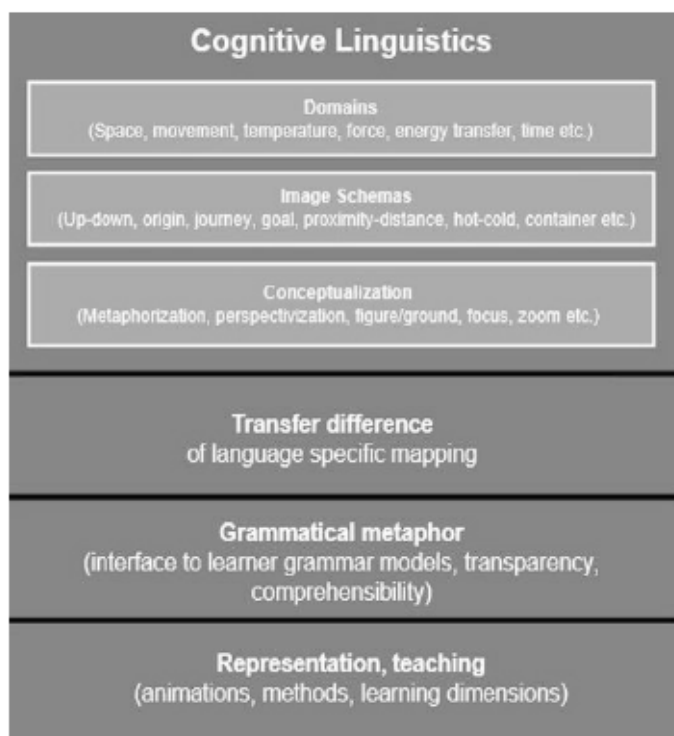 Cognitive Linguistics
Domains
(Space, movement, temperature, force, energy transfer, time etc.)
Image Schemas
(Up-down, origin, journey, goal, proximity-distance, hot-cold, container etc.)
Conceptualization
(Metaphorization, perspectivization, figure/ground, focus, zoom etc.)
Transfer difference
of language specific mapping
Grammatical metaphor
(interface to learner grammar models, transparency,
comprehensibility)
Representation, teaching
(animations, methods, learning dimensions)